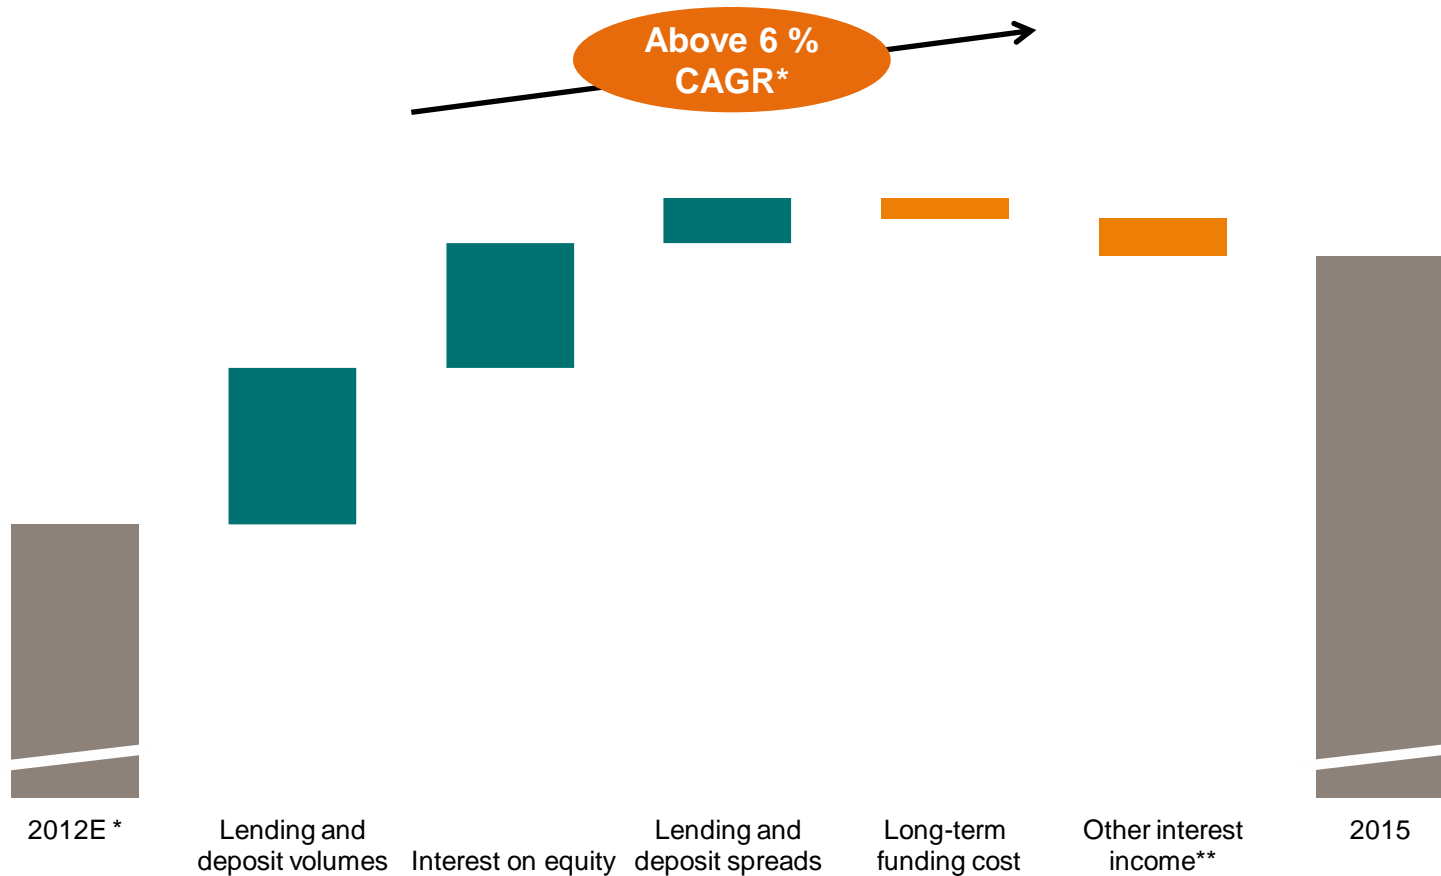 Above 6 %
CAGR*
2012E *
Lending and
deposit volumes
Interest on equity
Lending and
deposit spreads
Long-term
funding cost
Other interest
income**
2015